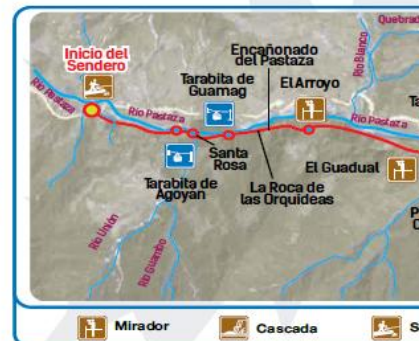 Quebrad
Inicio del
Sendero
Encañonado
del Pastaza
Río Blanco
Tarabita de
Guamag
El Arroyo
Río Pastaza
Río Pastaza
Río Pastaza
Santa
Rosa
El Guadual
Tarabita de
Agoyan
La Roca de
las Orquideas
Río Unión
Río Guambo
Mirador
Cascada
S